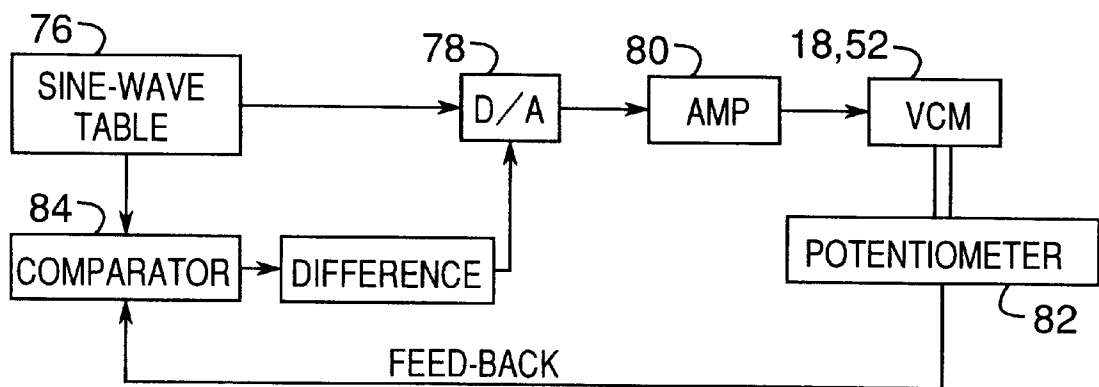 76
SINE-WAVE
TABLE
78
D/A
80
AMP
18,52
VCM
84
COMPARATOR
DIFFERENCE
POTENTIOMETER
82
FEED-BACK